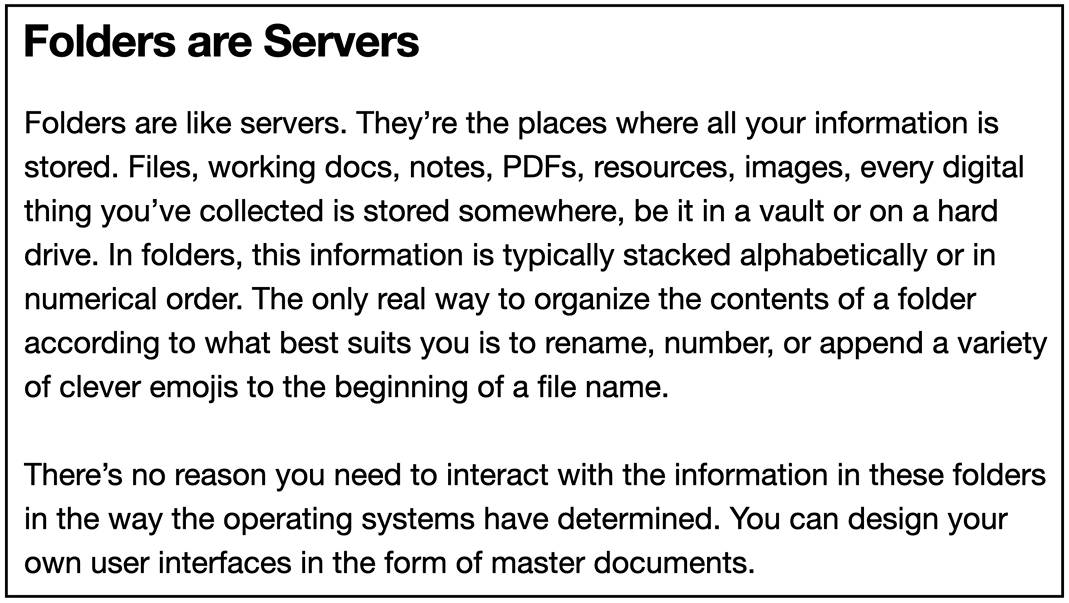 Folders are Servers
Folders are like servers. They’re the places where all your information is
stored. Files, working docs, notes, PDFs, resources, images, every digital
thing you’ve collected is stored somewhere, be it in a vault or on a hard
drive. In folders, this information is typically stacked alphabetically or in
numerical order. The only real way to organize the contents of a folder
according to what best suits you is to rename, number, or append a variety
of clever emojis to the beginning of a file name.
There’s no reason you need to interact with the information in these folders
in the way the operating systems have determined. You can design your
own user interfaces in the form of master documents.